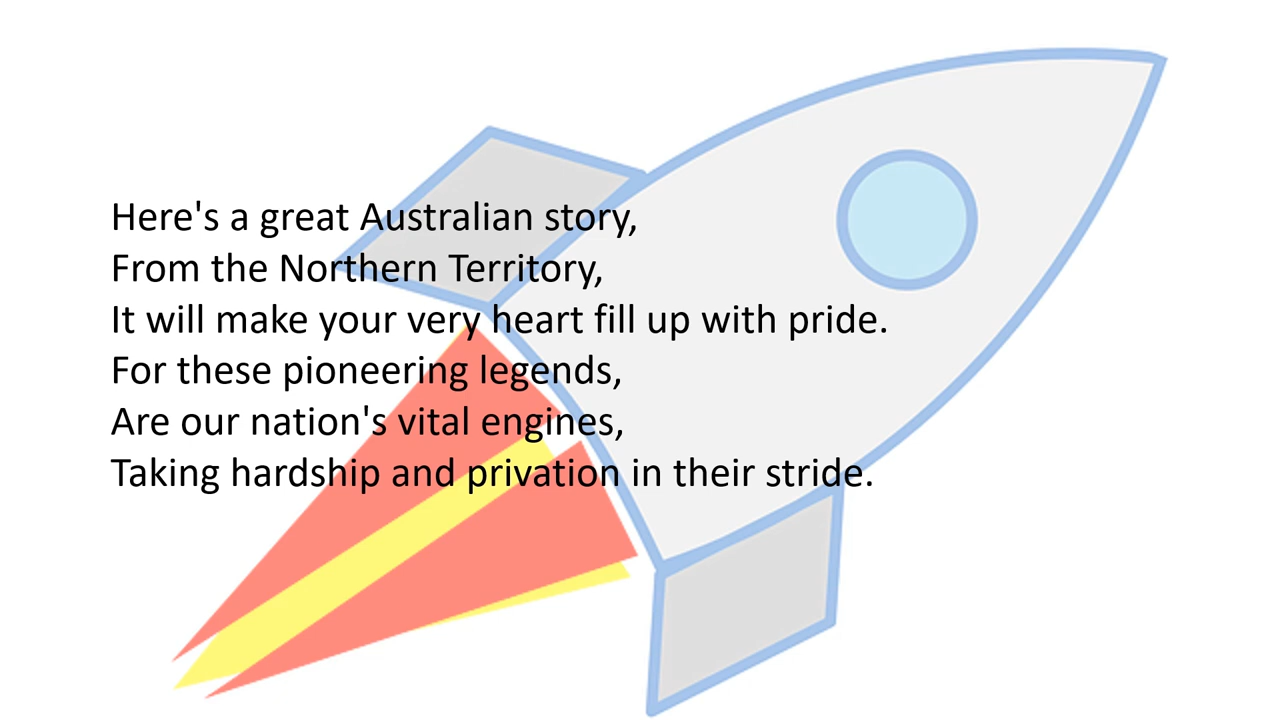 Here's a great Australian story,
From the Northern Territory,
It will make your very heart fill up with pride.
For these pioneering legends,
Are our nation's vital engines,
Taking hardship and privation in their stride.